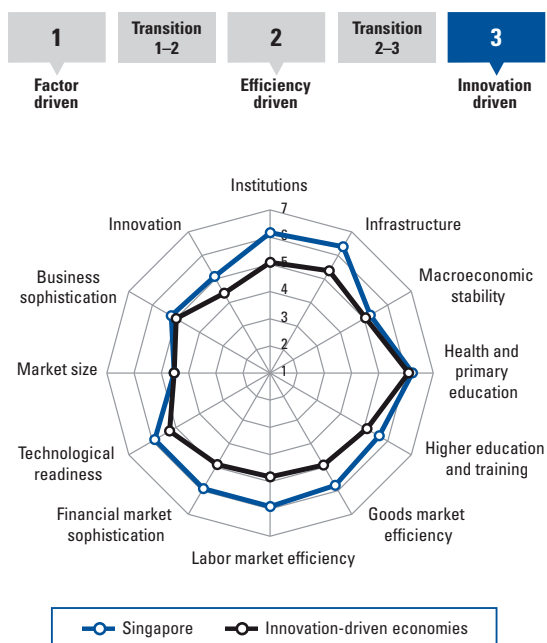 1
Transition
1–2
2
Transition
2–3
3
Factor
driven
Efficiency
driven
Innovation
driven
Institutions
Infrastructure
Macroeconomic
stability
Health and
primary
education
Higher education
and training
Goods market
efficiency
Labor market efficiency
Financial market
sophistication
Technological
readiness
Market size
Business
sophistication
Innovation
7
6
5
4
3
2
1
Singapore
Innovation-driven economies